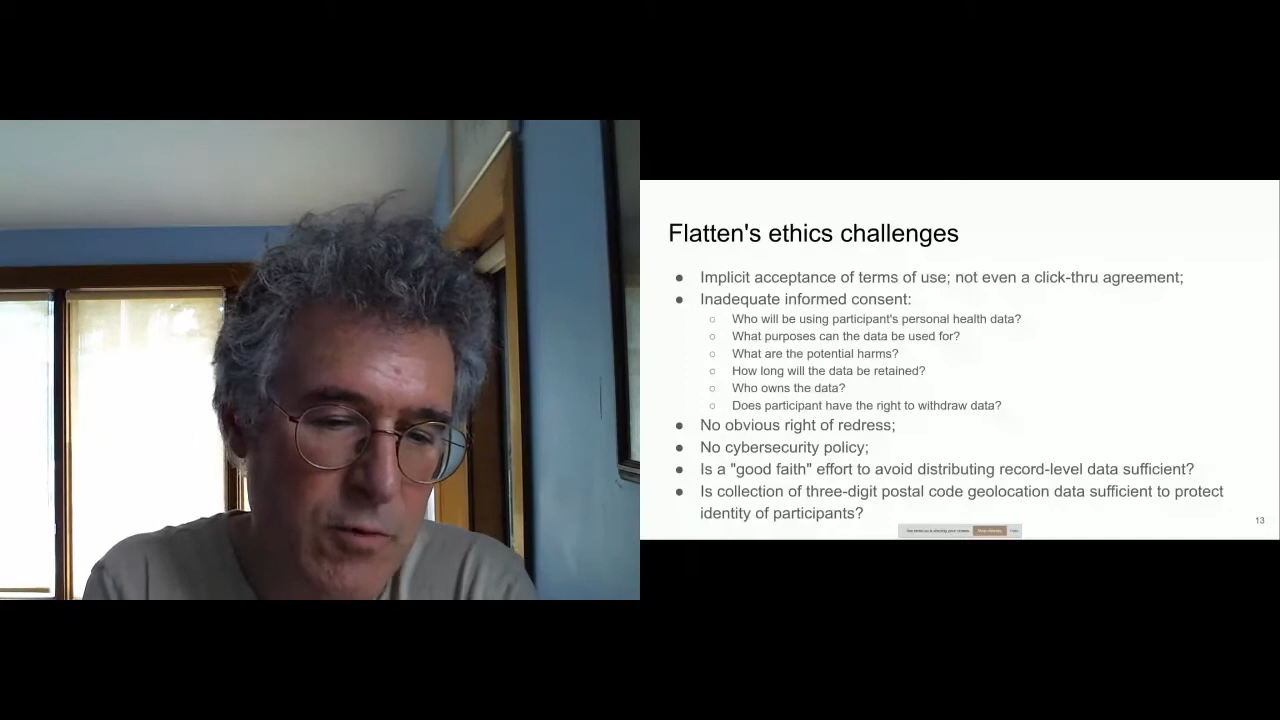 Flatten's ethics challenges
● Implicit acceptance of terms of use; not even a click-thru agreement;
● Inadequate informed consent:
○ Who will be using participant's personal health data?
○ What purposes can the data be used for?
○ What are the potential harms?
○ How long will the data be retained?
○ Who owns the data?
○ Does participant have the right to withdraw data?
● No obvious right of redress;
● No cybersecurity policy;
● Is a "good faith" effort to avoid distributing record-level data sufficient?
● Is collection of three-digit postal code geolocation data sufficient to protect
identity of participants?
13